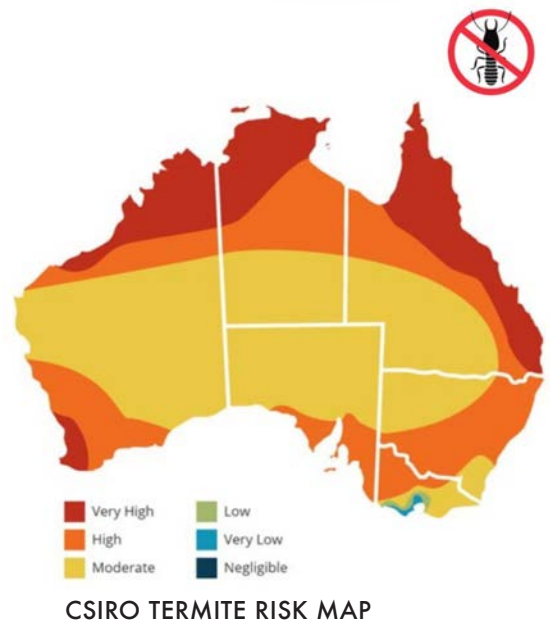 Very High
High
Moderate
Low
Very Low
Negligible
CSIRO TERMITE RISK MAP